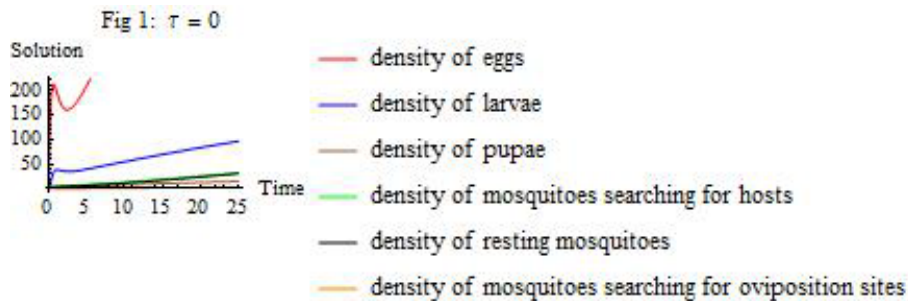 Fig 1: τ = 0
Solution
200
150
100
50
0 5 10 15 20 25
Time
density of eggs
density of larvae
density of pupae
density of mosquitoes searching for hosts
density of resting mosquitoes
density of mosquitoes searching for oviposition sites